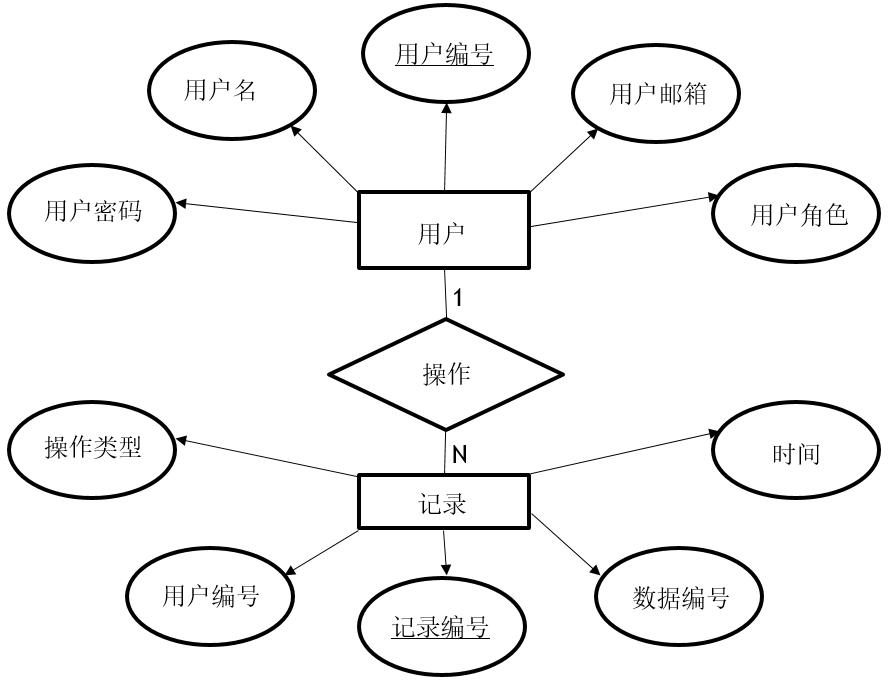 用户编号
用户名
用户邮箱
用户密码
用户角色
用户
1
操作
N
操作类型
时间
记录
用户编号
记录编号
数据编号